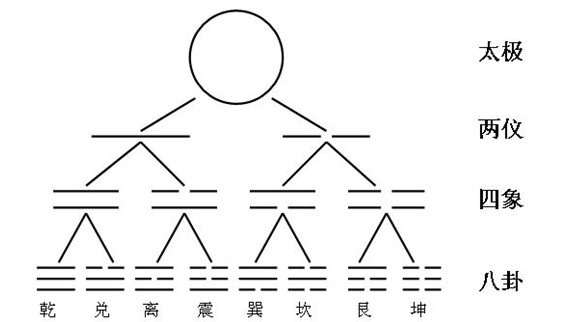 太极
两仪
四象
八卦
乾 兑 离 震 巽 坎 艮 坤